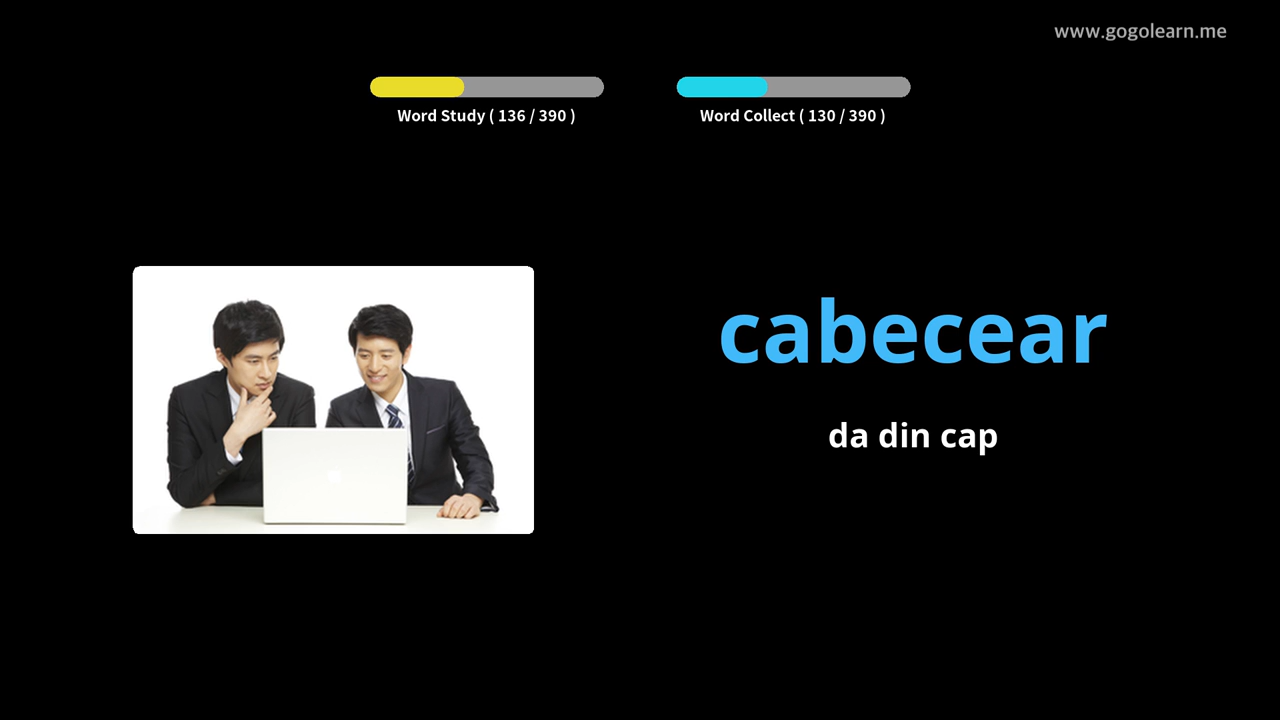 www.gogolearn.me
Word Study ( 136 / 390 )
Word Collect ( 130 / 390 )
cabecear
da din cap